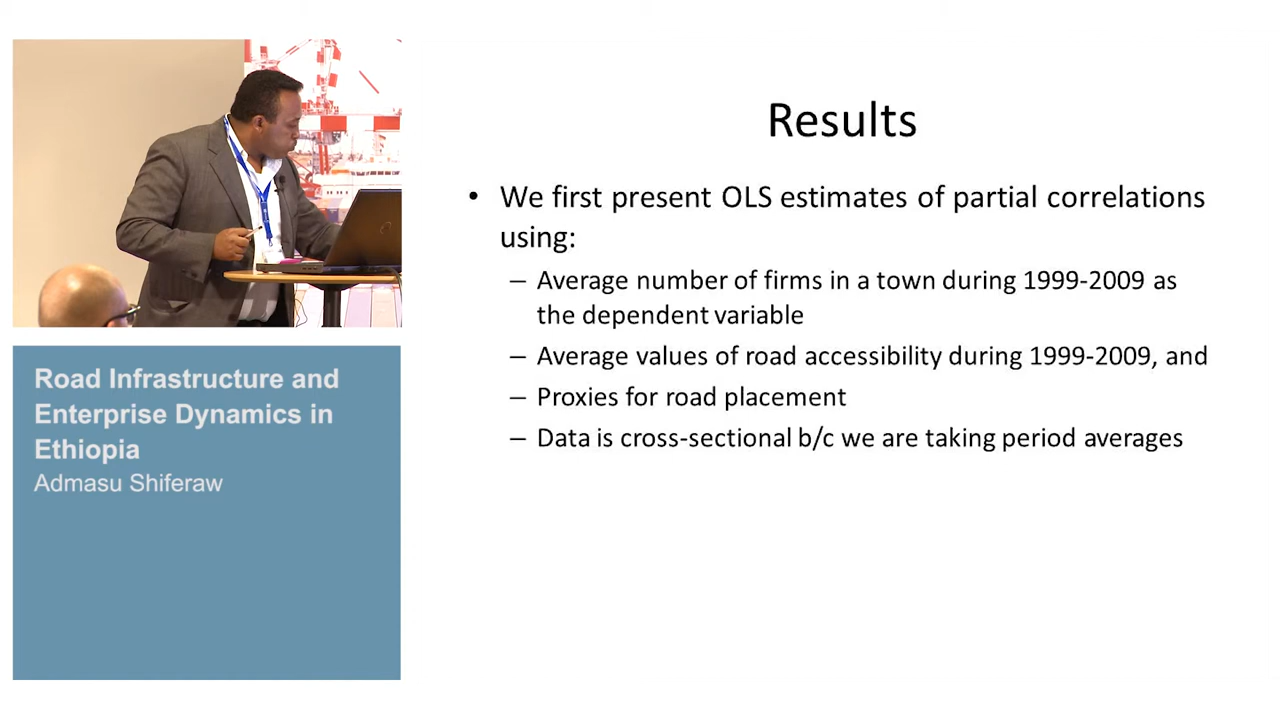 Results
• We first present OLS estimates of partial correlations
using:
– Average number of firms in a town during 1999-2009 as
the dependent variable
– Average values of road accessibility during 1999-2009, and
– Proxies for road placement
– Data is cross-sectional b/c we are taking period averages
Road Infrastructure and
Enterprise Dynamics in
Ethiopia
Admasu Shiferaw